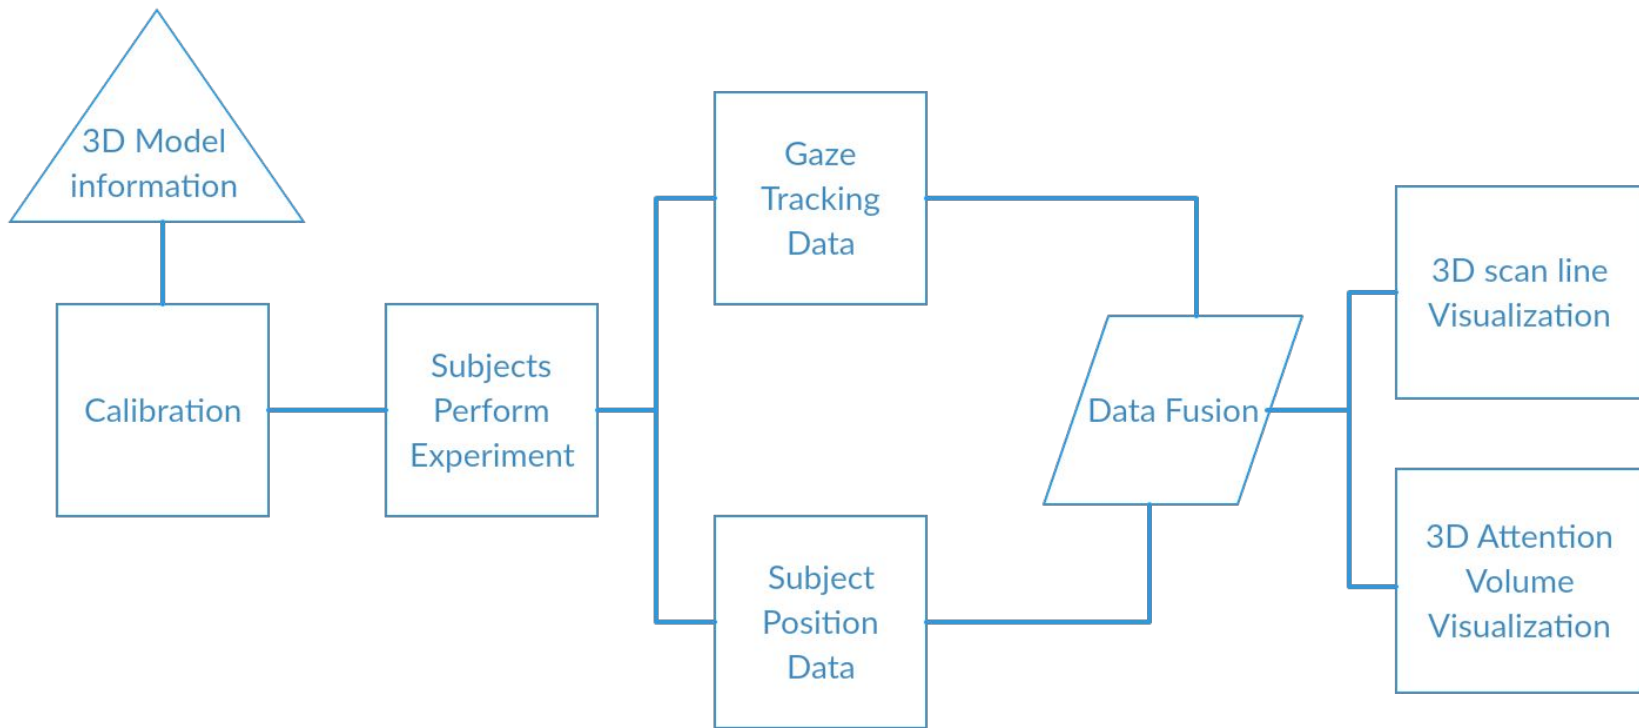 3D Model
information
Calibration
Subjects
Perform
Experiment
Gaze
Tracking
Data
Subject
Position
Data
Data Fusion
3D scan line
Visualization
3D Attention
Volume
Visualization